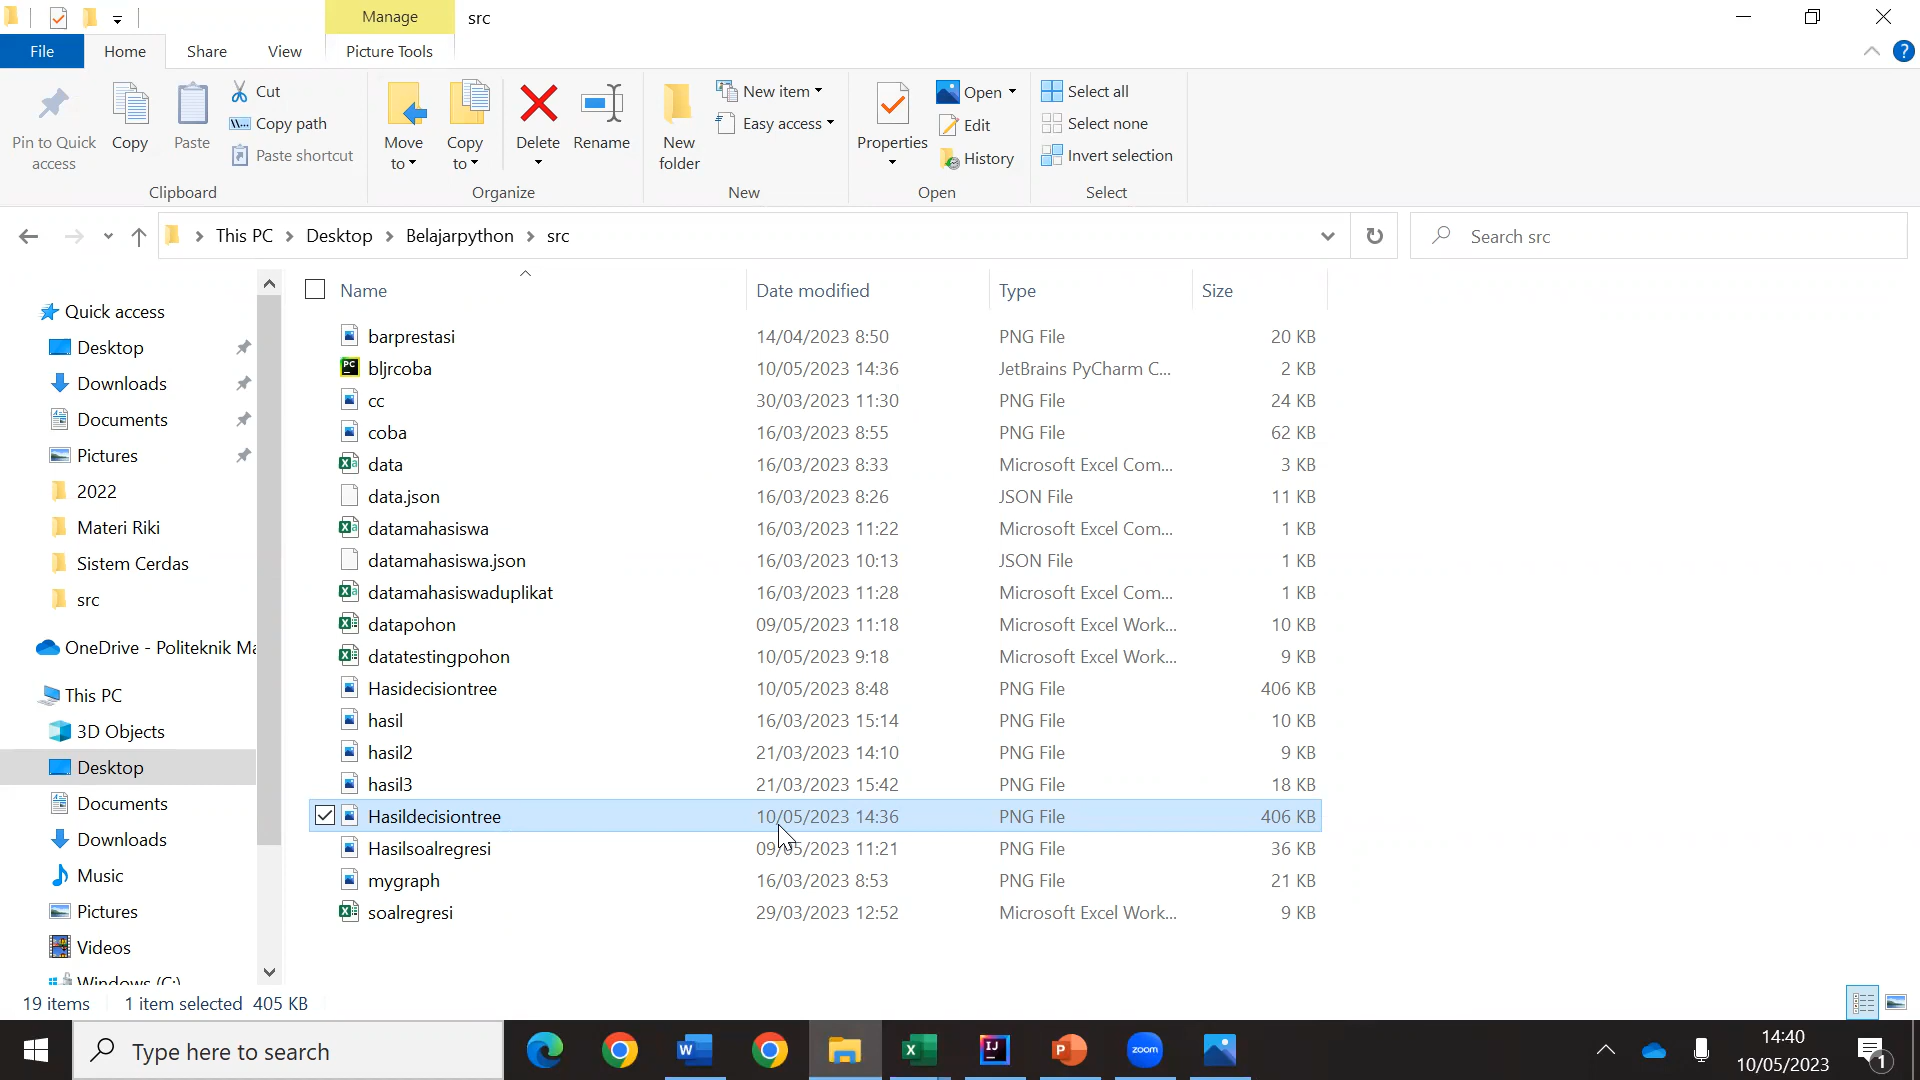 Manage
src
File
Home
Share
View
Picture Tools
Pin to Quick access
Copy
Paste
Cut
Copy path
Paste shortcut
Clipboard
Move to
Copy to
Delete
Rename
Organize
New folder
New item
Easy access
New
Properties
Open
Edit
History
Open
Select all
Select none
Invert selection
Select
This PC > Desktop > Belajarpython > src
Search src
Name Date modified Type Size
Quick access
Desktop
Downloads
Documents
Pictures
2022
Materi Riki
Sistem Cerdas
src
OneDrive - Politeknik Ma
This PC
3D Objects
Desktop
Documents
Downloads
Music
Pictures
Videos
Windows (C:)
barprestasi 14/04/2023 8:50 PNG File 20 KB
bljrcoba 10/05/2023 14:36 JetBrains PyCharm C... 2 KB
cc 30/03/2023 11:30 PNG File 24 KB
coba 16/03/2023 8:55 PNG File 62 KB
data 16/03/2023 8:33 Microsoft Excel Com... 3 KB
data.json 16/03/2023 8:26 JSON File 11 KB
datamahasiswa 16/03/2023 11:22 Microsoft Excel Com... 1 KB
datamahasiswa.json 16/03/2023 10:13 JSON File 1 KB
datamahasiswaduplikat 16/03/2023 11:28 Microsoft Excel Com... 1 KB
datapohon 09/05/2023 11:18 Microsoft Excel Work... 10 KB
datatestingpohon 10/05/2023 9:18 Microsoft Excel Work... 9 KB
Hasidecisiontree 10/05/2023 8:48 PNG File 406 KB
hasil 16/03/2023 15:14 PNG File 10 KB
hasil2 21/03/2023 14:10 PNG File 9 KB
hasil3 21/03/2023 15:42 PNG File 18 KB
Hasildecisiontree 10/05/2023 14:36 PNG File 406 KB
Hasilsoalregresi 09/05/2023 11:21 PNG File 36 KB
mygraph 16/03/2023 8:53 PNG File 21 KB
soalregresi 29/03/2023 12:52 Microsoft Excel Work... 9 KB
19 items 1 item selected 405 KB
Type here to search
zoom
14:40
10/05/2023
1